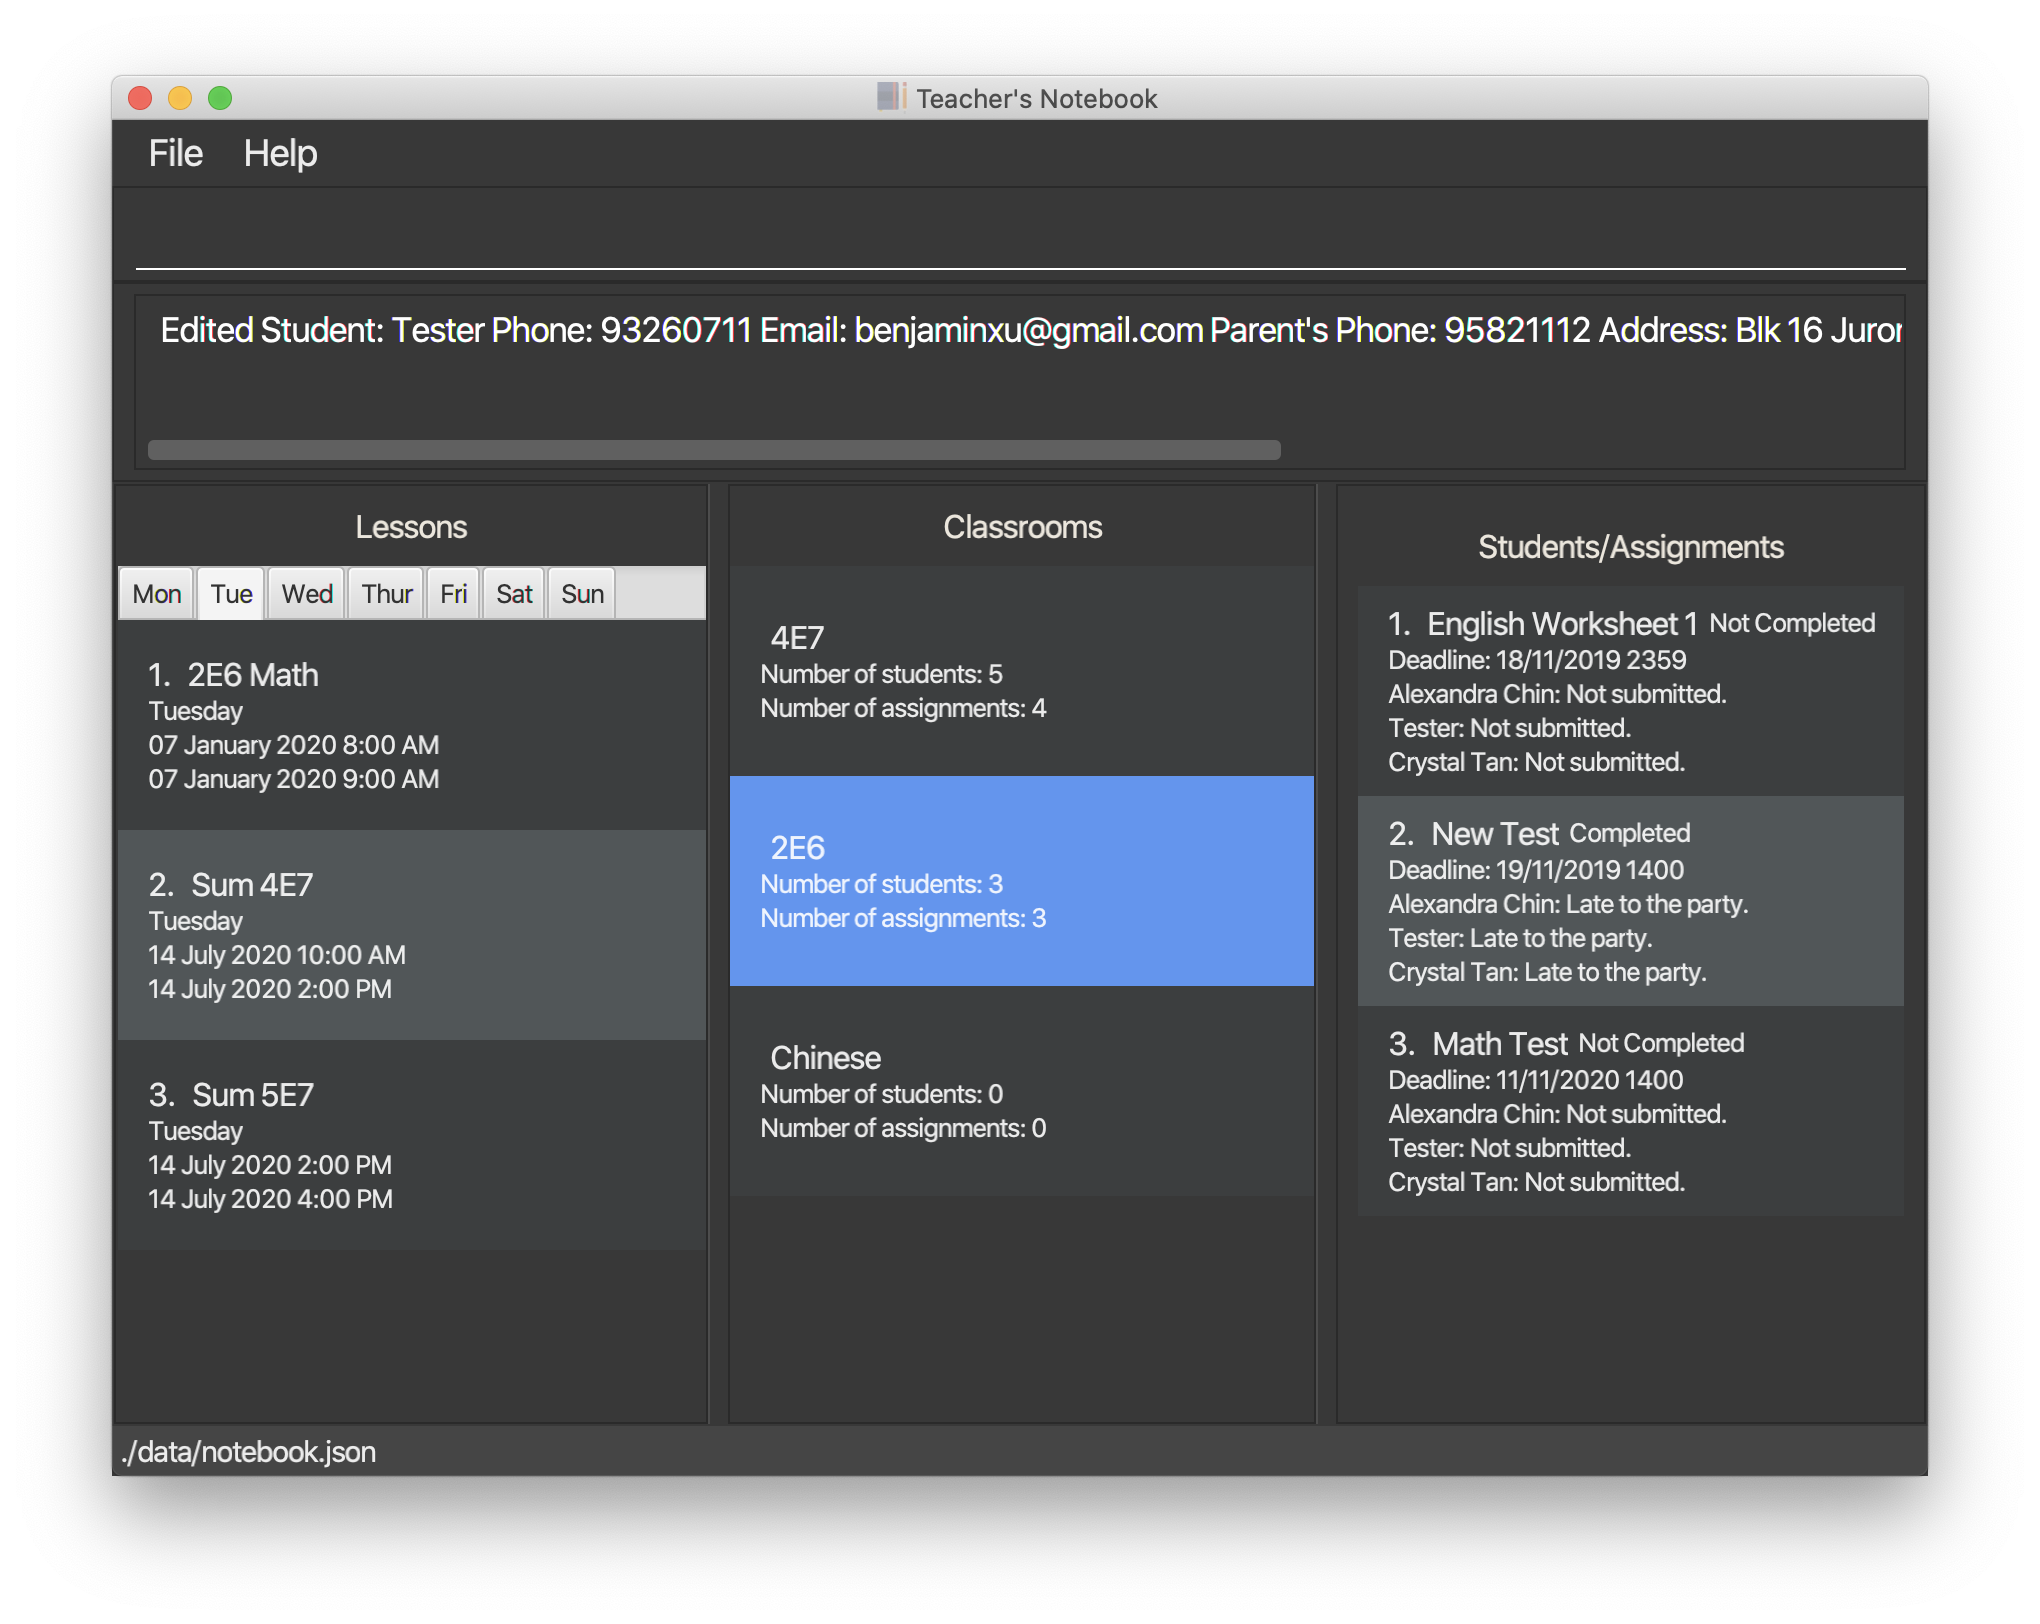 Teacher's Notebook
File Help
Edited Student: Tester Phone: 93260711 Email: benjaminxu@gmail.com Parent's Phone: 95821112 Address: Blk 16
Lessons
Mon Tue Wed Thur Fri Sat Sun
1. 2E6 Math
Tuesday
07 January 2020 8:00 AM
07 January 2020 9:00 AM
2. Sum 4E7
Tuesday
14 July 2020 10:00 AM
14 July 2020 2:00 PM
3. Sum 5E7
Tuesday
14 July 2020 2:00 PM
14 July 2020 4:00 PM
Classrooms
4E7
Number of students: 5
Number of assignments: 4
2E6
Number of students: 3
Number of assignments: 3
Chinese
Number of students: 0
Number of assignments: 0
Students/Assignments
1. English Worksheet 1 Not Completed
Deadline: 18/11/2019 2359
Alexandra Chin: Not submitted.
Tester: Not submitted.
Crystal Tan: Not submitted.
2. New Test Completed
Deadline: 19/11/2019 1400
Alexandra Chin: Late to the party.
Tester: Late to the party.
Crystal Tan: Late to the party.
3. Math Test Not Completed
Deadline: 11/11/2020 1400
Alexandra Chin: Not submitted.
Tester: Not submitted.
Crystal Tan: Not submitted.
./data/notebook.json